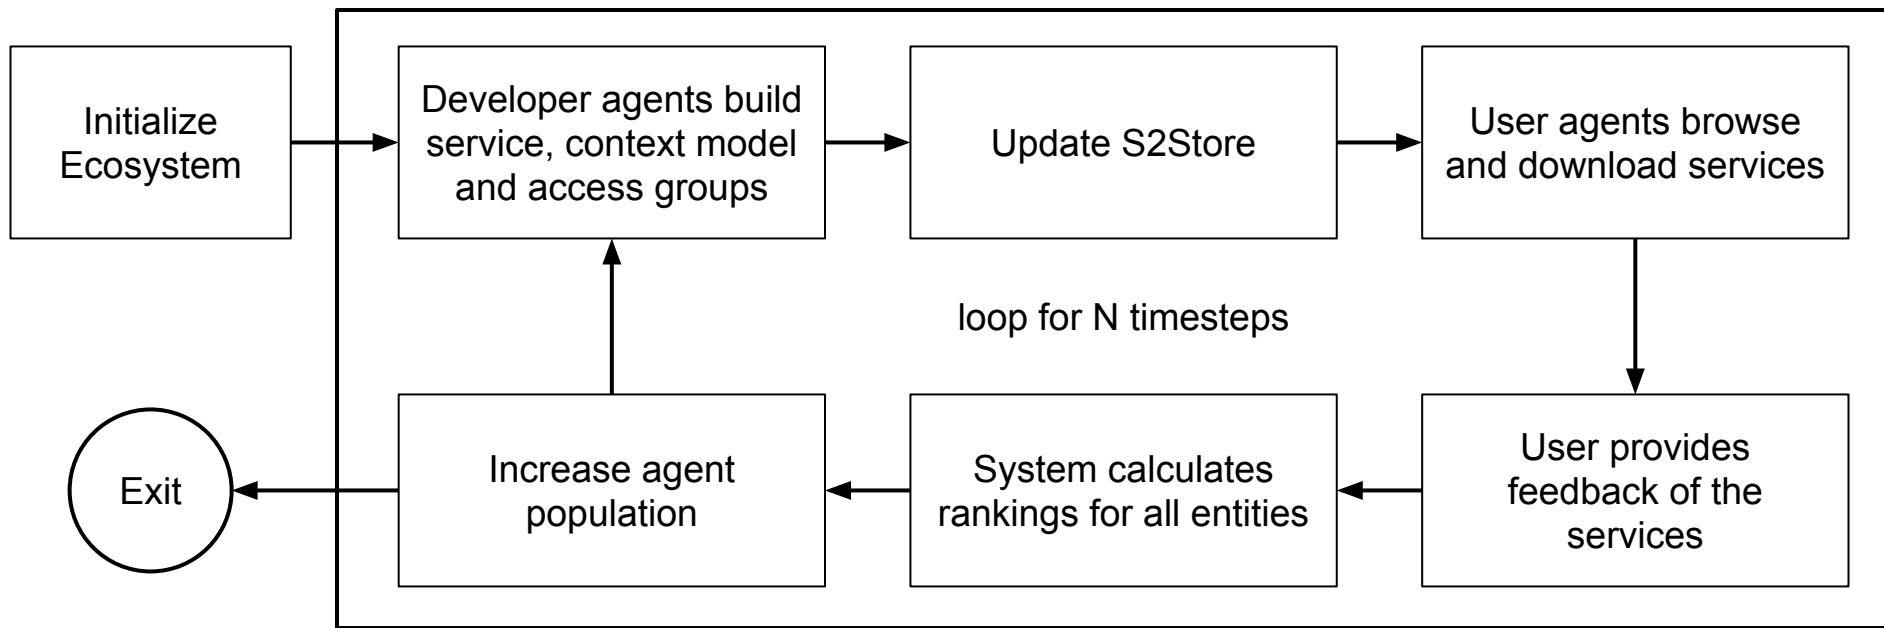 Initialize
Ecosystem
Developer agents build
service, context model
and access groups
Update S2Store
User agents browse
and download services
loop for N timesteps
Exit
Increase agent
population
System calculates
rankings for all entities
User provides
feedback of the
services